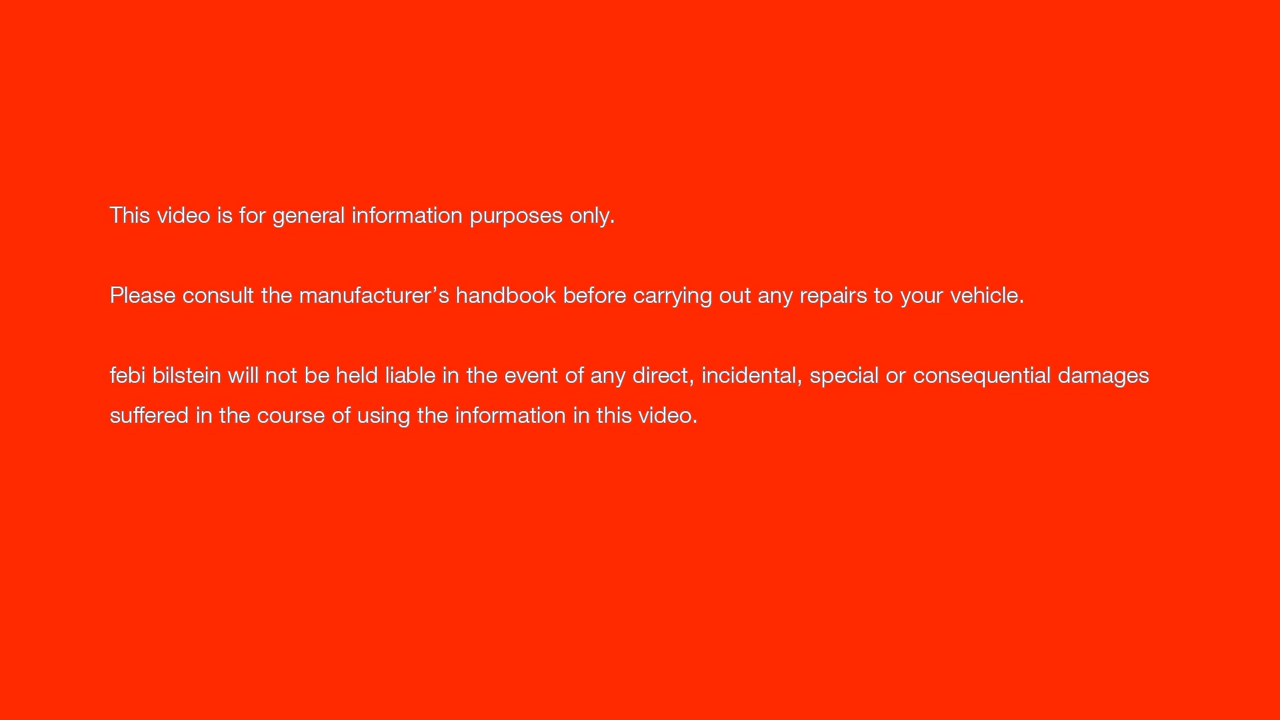 This video is for general information purposes only.
Please consult the manufacturer’s handbook before carrying out any repairs to your vehicle.
febi bilstein will not be held liable in the event of any direct, incidental, special or consequential damages
suffered in the course of using the information in this video.